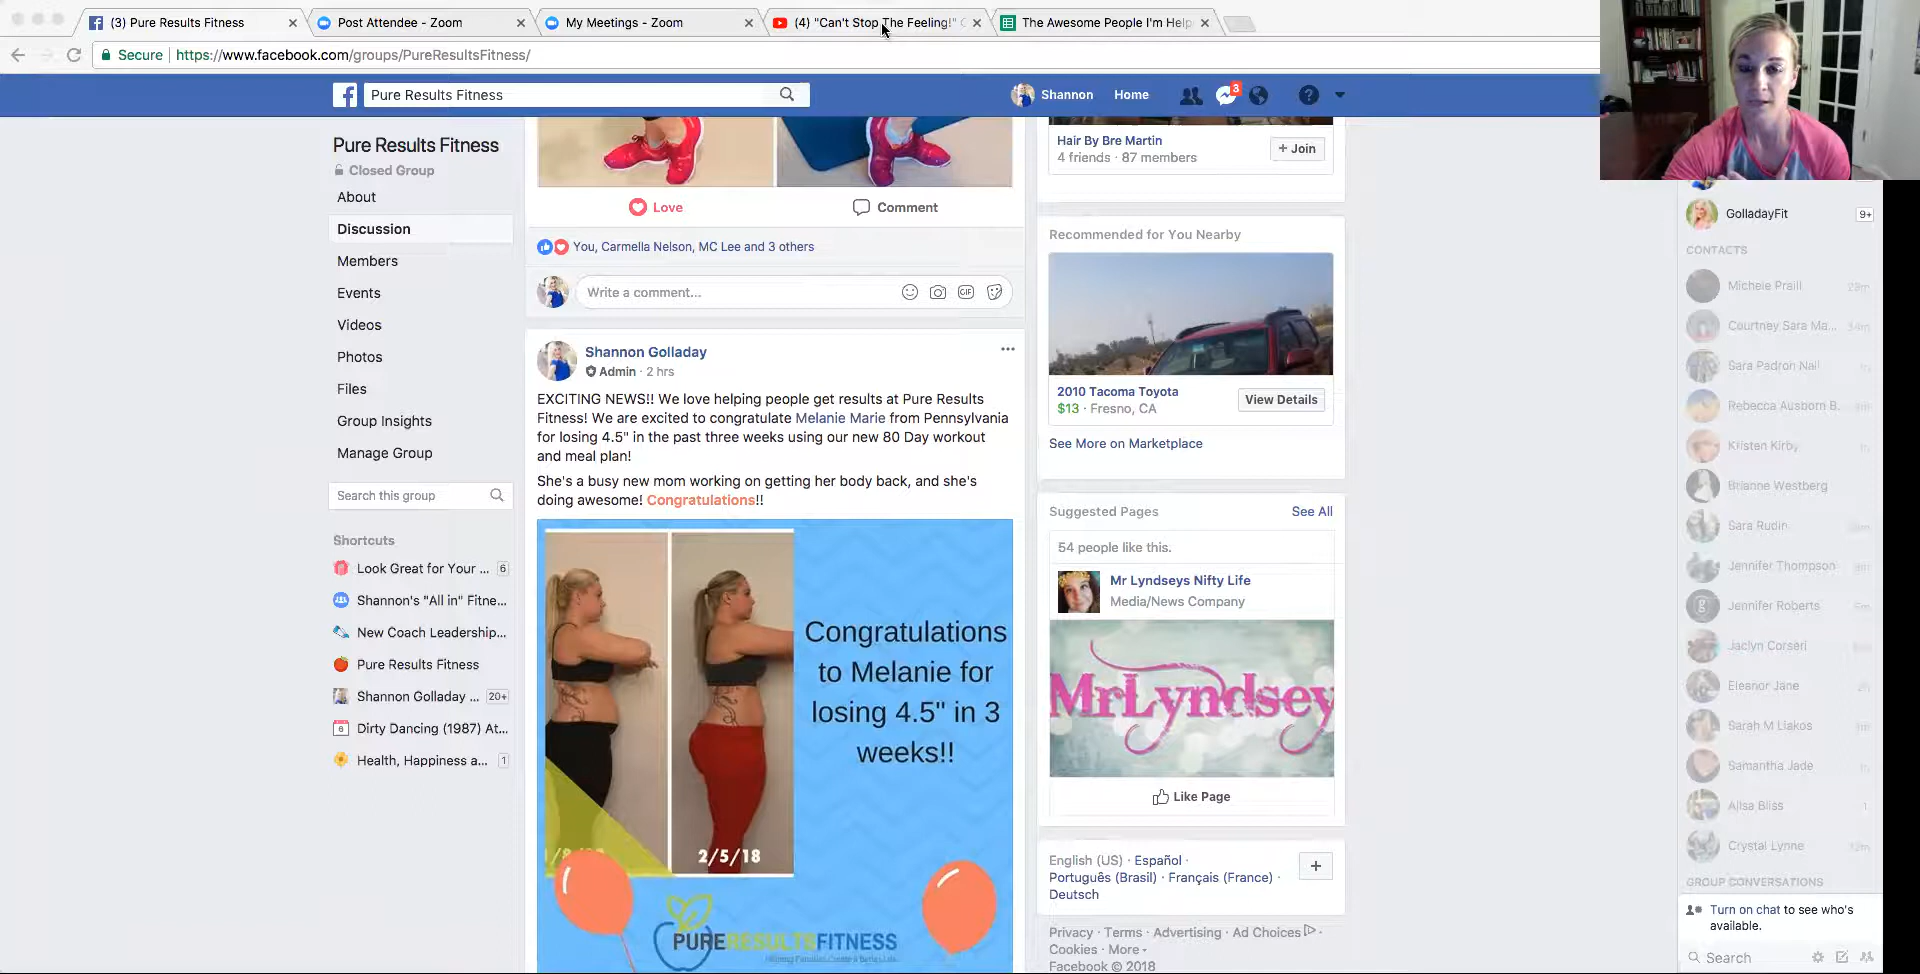 (3) Pure Results Fitness
Post Attendee - Zoom
My Meetings - Zoom
(4) "Can't Stop The Feeling!"
The Awesome People I'm Help
Secure
https://www.facebook.com/groups/PureResultsFitness/
Pure Results Fitness
Shannon
Home
3
Pure Results Fitness
Closed Group
About
Discussion
Members
Events
Videos
Photos
Files
Group Insights
Manage Group
Search this group
Shortcuts
Look Great for Your ... 6
Shannon's "All in" Fitne...
New Coach Leadership...
Pure Results Fitness
Shannon Golladay ... 20+
6 Dirty Dancing (1987) At...
Health, Happiness a... 1
Love
Comment
You, Carmella Nelson, MC Lee and 3 others
Write a comment...
GIF
Shannon Golladay
Admin · 2 hrs
EXCITING NEWS!! We love helping people get results at Pure Results
Fitness! We are excited to congratulate Melanie Marie from Pennsylvania
for losing 4.5" in the past three weeks using our new 80 Day workout
and meal plan!
She's a busy new mom working on getting her body back, and she's
doing awesome! Congratulations!!
Congratulations
to Melanie for
losing 4.5" in 3
weeks!!
2/5/18
PURERESULTSFITNESS
Hair By Bre Martin
4 friends · 87 members
+ Join
Recommended for You Nearby
2010 Tacoma Toyota
$13 · Fresno, CA
View Details
See More on Marketplace
Suggested Pages
See All
54 people like this.
Mr Lyndseys Nifty Life
Media/News Company
MrLyndsey
Like Page
English (US) · Español ·
Português (Brasil) · Français (France) ·
Deutsch
Privacy · Terms · Advertising · Ad Choices ·
Cookies · More
Facebook © 2018
GolladayFit 9+
CONTACTS
Michele Praill
Courtney Sara Ma...
Sara Padron Nail
Rebecca Ausborn B.
Kristen Kirby
Brianne Westberg
Sara Rudin
Jennifer Thompson
Jennifer Roberts
Jaclyn Corseri
Eleanor Jane
Sarah M Liakos
Samantha Jade
Ailsa Bliss
Crystal Lynne 12m
GROUP CONVERSATIONS
Turn on chat to see who's
available.
Search